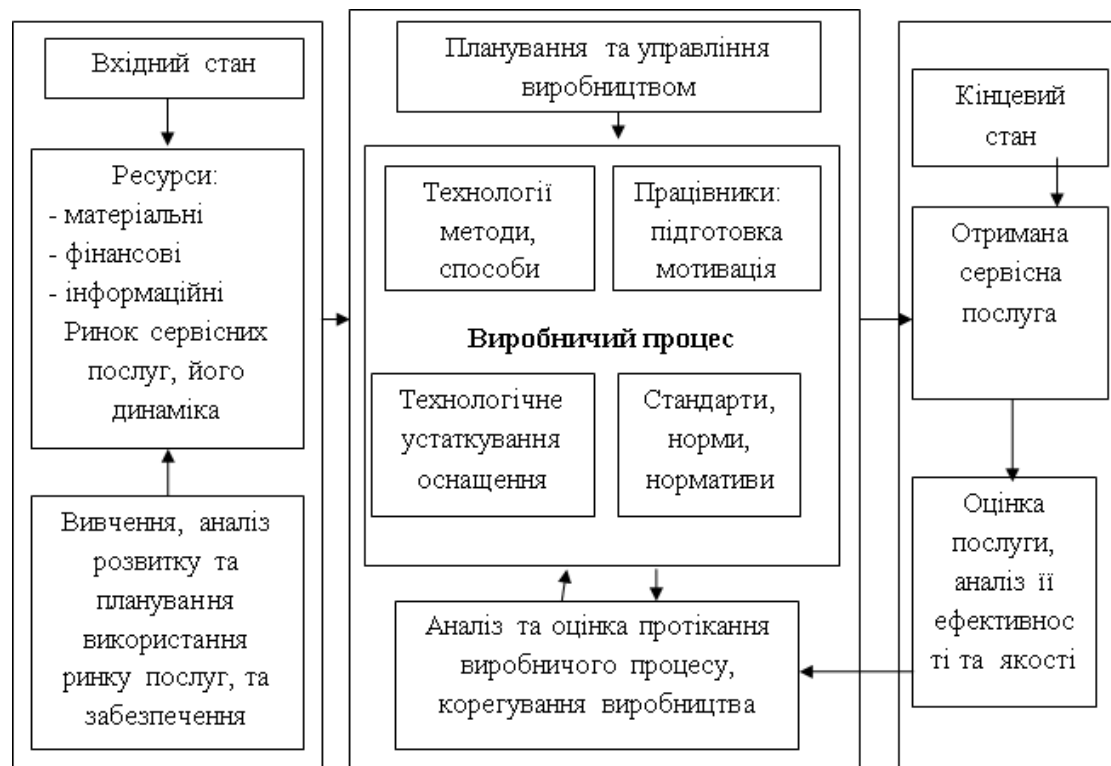 Вхідний стан
Ресурси:
- матеріальні
- фінансові
- інформаційні
Ринок сервісних
послуг, його
динаміка
Вивчення, аналіз
розвитку та
планування
використання
ринку послуг, та
забезпечення
Планування та управління
виробництвом
Технології
методи,
способи
Працівники:
підготовка
мотивація
Виробничий процес
Технологічне
устаткування
оснащення
Стандарти,
норми,
нормативи
Аналіз та оцінка протікання
виробничого процесу,
корегування виробництва
Кінцевий
стан
Отримана
сервісна
послуга
Оцінка
послуги,
аналіз її
ефективнос
ті та якості